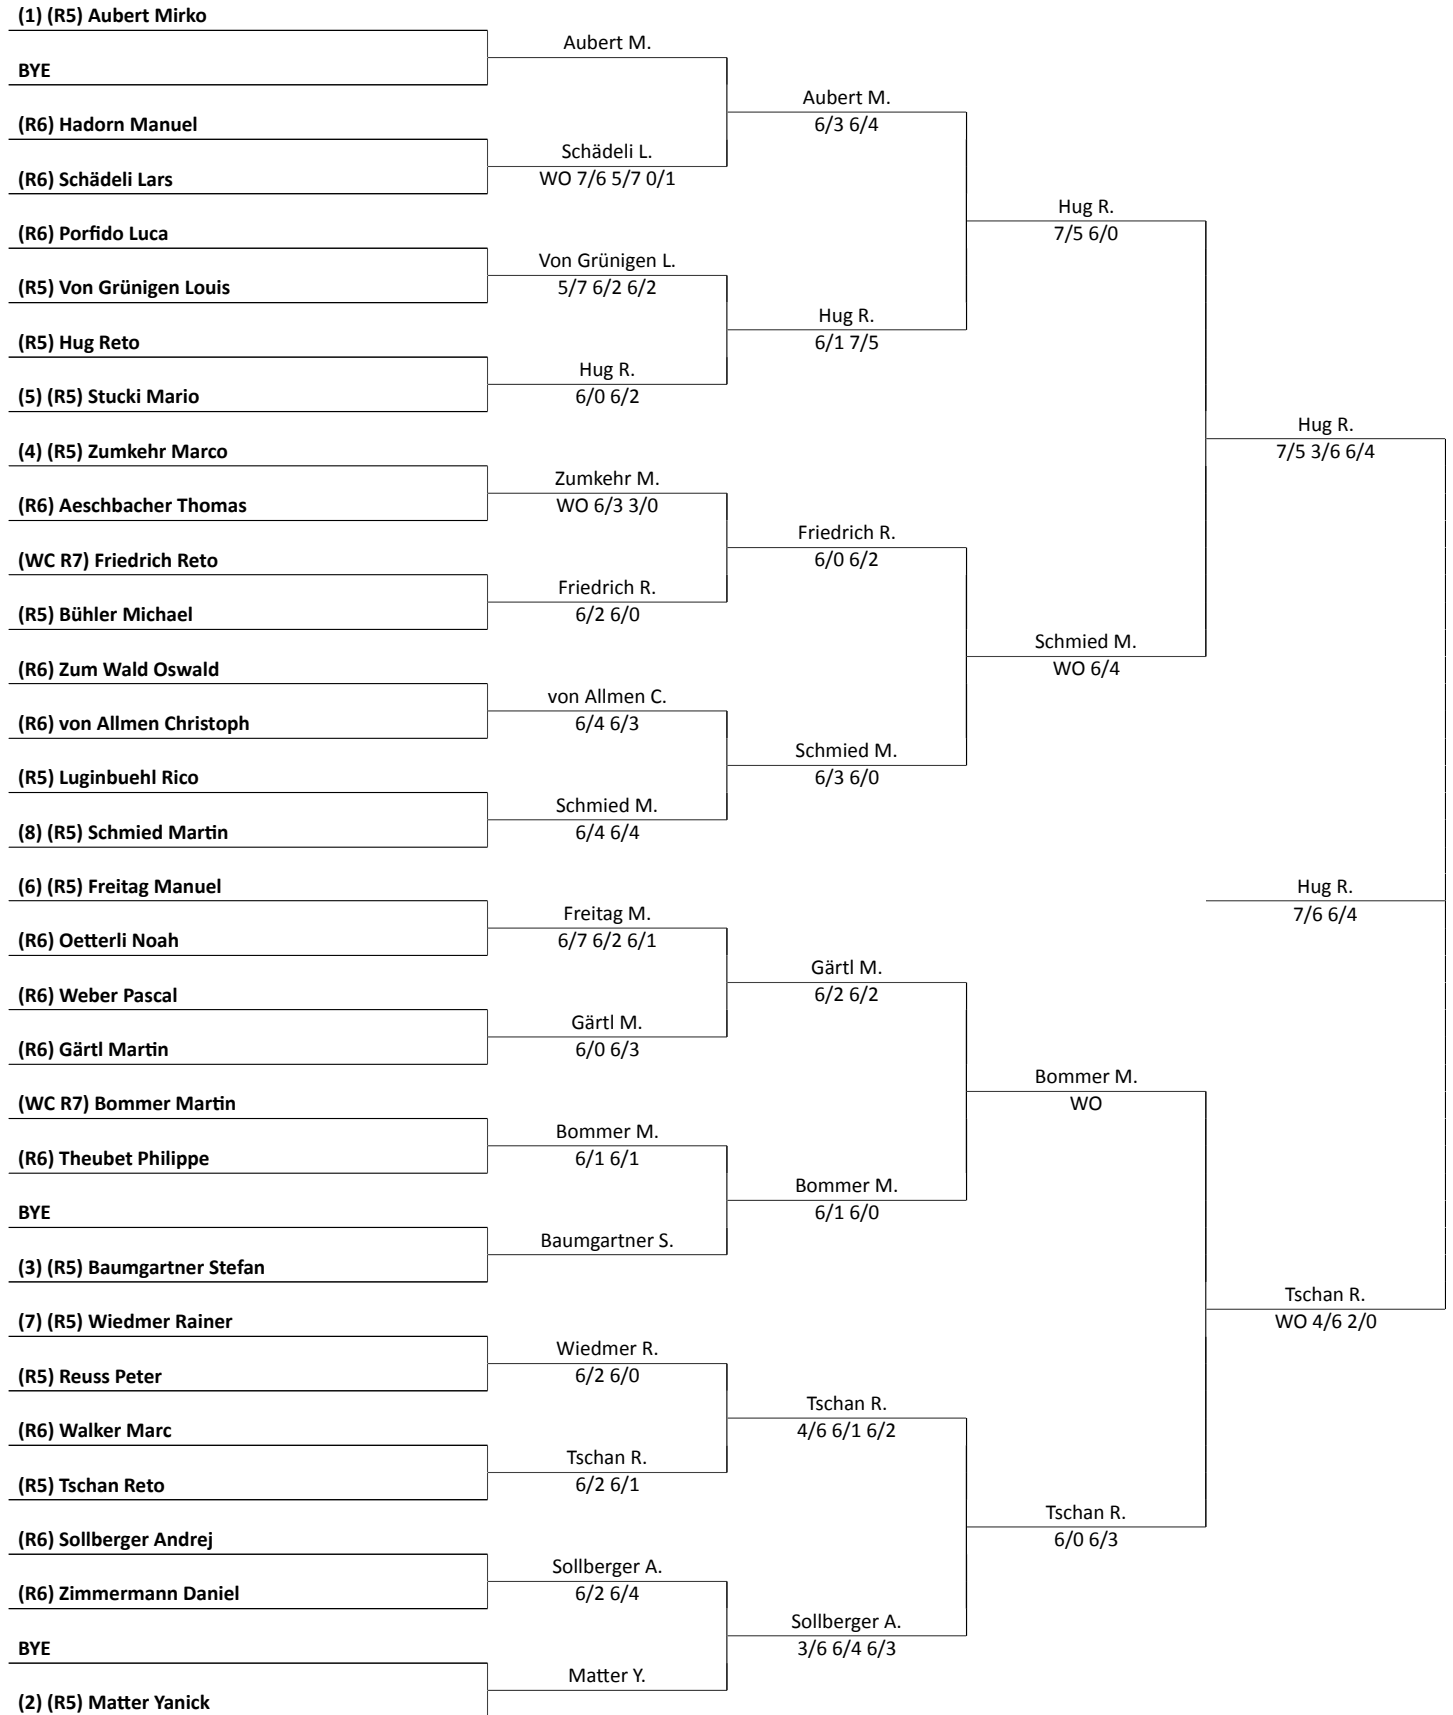 (1) (R5) Aubert Mirko
Aubert M.
BYE
Aubert M.
6/3 6/4
(R6) Hadorn Manuel
Schädeli L.
WO 7/6 5/7 0/1
(R6) Schädeli Lars
Hug R.
7/5 6/0
(R6) Porfido Luca
Von Grünigen L.
5/7 6/2 6/2
(R5) Von Grünigen Louis
Hug R.
6/1 7/5
(R5) Hug Reto
Hug R.
6/0 6/2
(5) (R5) Stucki Mario
Hug R.
7/5 3/6 6/4
(4) (R5) Zumkehr Marco
Zumkehr M.
WO 6/3 3/0
(R6) Aeschbacher Thomas
Friedrich R.
6/0 6/2
(WC R7) Friedrich Reto
Friedrich R.
6/2 6/0
(R5) Bühler Michael
Schmied M.
WO 6/4
(R6) Zum Wald Oswald
von Allmen C.
6/4 6/3
(R6) von Allmen Christoph
Schmied M.
6/3 6/0
(R5) Luginbuehl Rico
Schmied M.
6/4 6/4
(8) (R5) Schmied Martin
(6) (R5) Freitag Manuel
Hug R.
7/6 6/4
Freitag M.
6/7 6/2 6/1
(R6) Oetterli Noah
Gärtl M.
6/2 6/2
(R6) Weber Pascal
Gärtl M.
6/0 6/3
(R6) Gärtl Martin
Bommer M.
WO
(WC R7) Bommer Martin
Bommer M.
6/1 6/1
(R6) Theubet Philippe
Bommer M.
6/1 6/0
BYE
Baumgartner S.
(3) (R5) Baumgartner Stefan
Tschan R.
WO 4/6 2/0
(7) (R5) Wiedmer Rainer
Wiedmer R.
6/2 6/0
(R5) Reuss Peter
Tschan R.
4/6 6/1 6/2
(R6) Walker Marc
Tschan R.
6/2 6/1
(R5) Tschan Reto
Tschan R.
6/0 6/3
(R6) Sollberger Andrej
Sollberger A.
6/2 6/4
(R6) Zimmermann Daniel
Sollberger A.
3/6 6/4 6/3
BYE
Matter Y.
(2) (R5) Matter Yanick